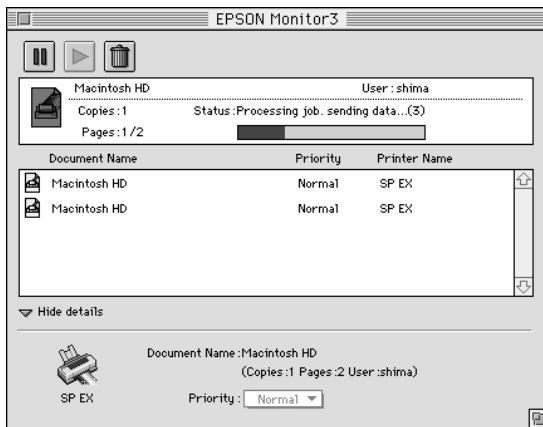 EPSON Monitor3
Macintosh HD User : shima
Copies : 1 Status : Processing job. sending data...(3)
Pages : 1 / 2
Document Name Priority Printer Name
Macintosh HD Normal SP EX
Macintosh HD Normal SP EX
Hide details
Document Name : Macintosh HD
(Copies : 1 Pages : 2 User : shima)
SP EX Priority : Normal